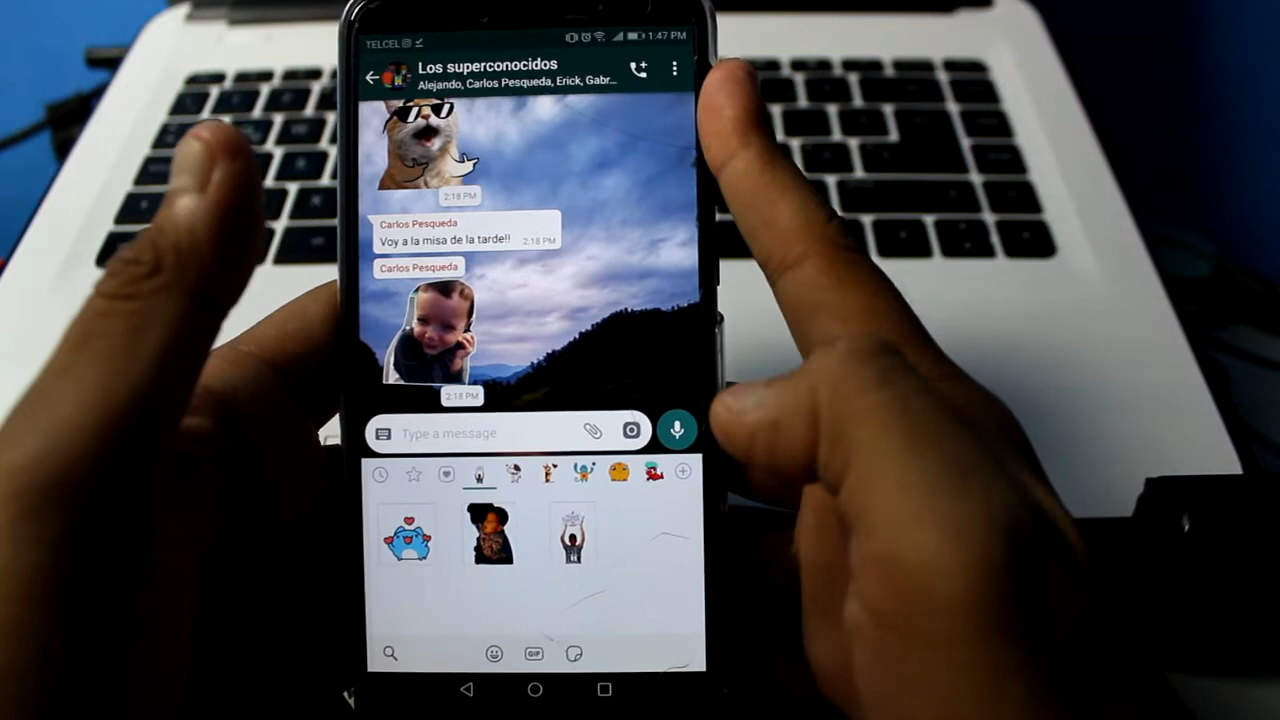 TELCEL
1:47 PM
Los superconocidos
Alejando, Carlos Pesqueda, Erick, Gabr...
2:18 PM
Carlos Pesqueda
Voy a la misa de la tarde!! 2:18 PM
Carlos Pesqueda
2:18 PM
Type a message
GIF